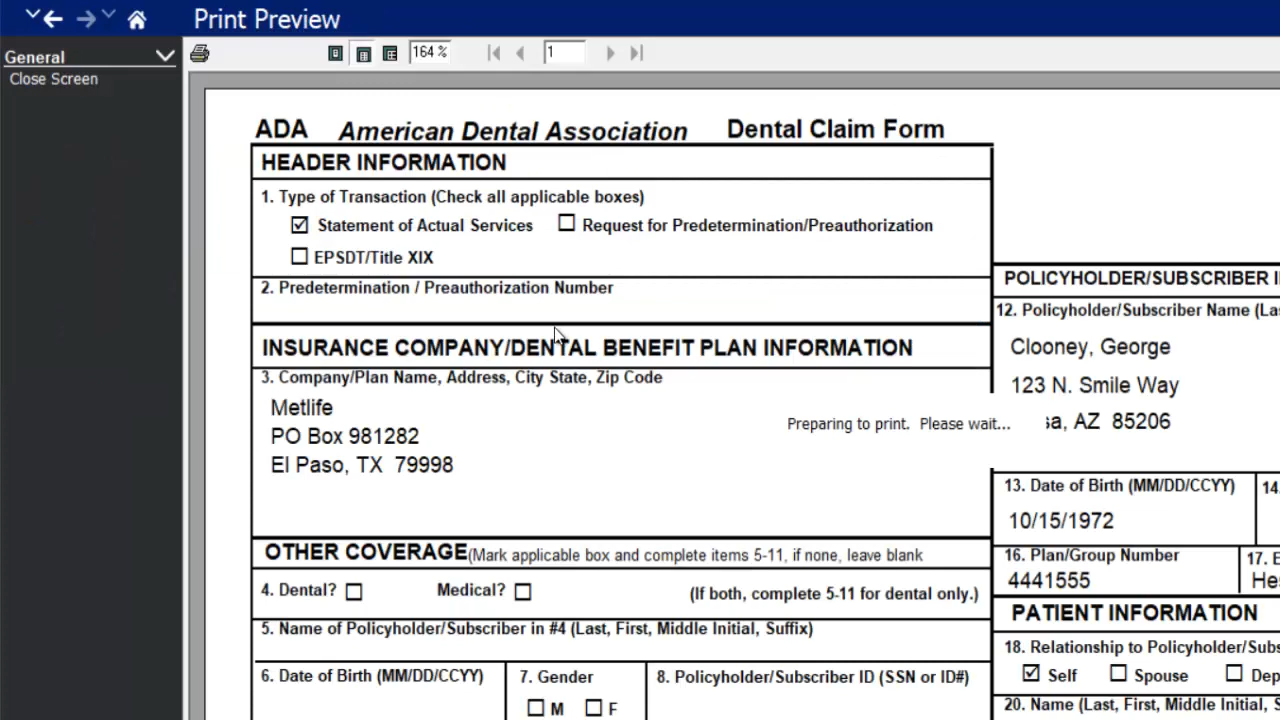 Print Preview
General
Close Screen
164 %
1
ADA American Dental Association Dental Claim Form
HEADER INFORMATION
1. Type of Transaction (Check all applicable boxes)
Statement of Actual Services
Request for Predetermination/Preauthorization
EPSDT/Title XIX
2. Predetermination / Preauthorization Number
INSURANCE COMPANY/DENTAL BENEFIT PLAN INFORMATION
3. Company/Plan Name, Address, City State, Zip Code
Metlife
PO Box 981282
El Paso, TX 79998
OTHER COVERAGE(Mark applicable box and complete items 5-11, if none, leave blank
4. Dental? Medical? (If both, complete 5-11 for dental only.)
5. Name of Policyholder/Subscriber in #4 (Last, First, Middle Initial, Suffix)
6. Date of Birth (MM/DD/CCYY)
7. Gender
M F
8. Policyholder/Subscriber ID (SSN or ID#)
Preparing to print. Please wait...
POLICYHOLDER/SUBSCRIBER
12. Policyholder/Subscriber Name
Clooney, George
123 N. Smile Way
AZ 85206
13. Date of Birth (MM/DD/CCYY)
14.
10/15/1972
16. Plan/Group Number
17.
4441555
PATIENT INFORMATION
18. Relationship to
Self Spouse
20. Name (Last, First, Middle Initial,